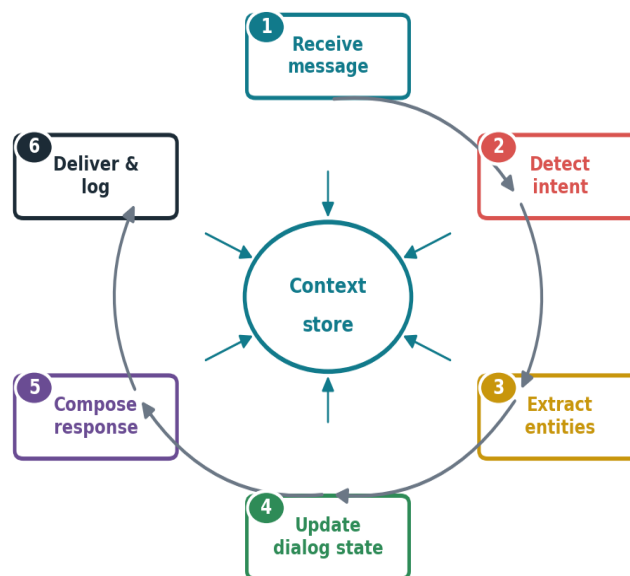 1
Receive
message
2
Detect
intent
3
Extract
entities
4
Update
dialog state
5
Compose
response
6
Deliver &
log
Context
store